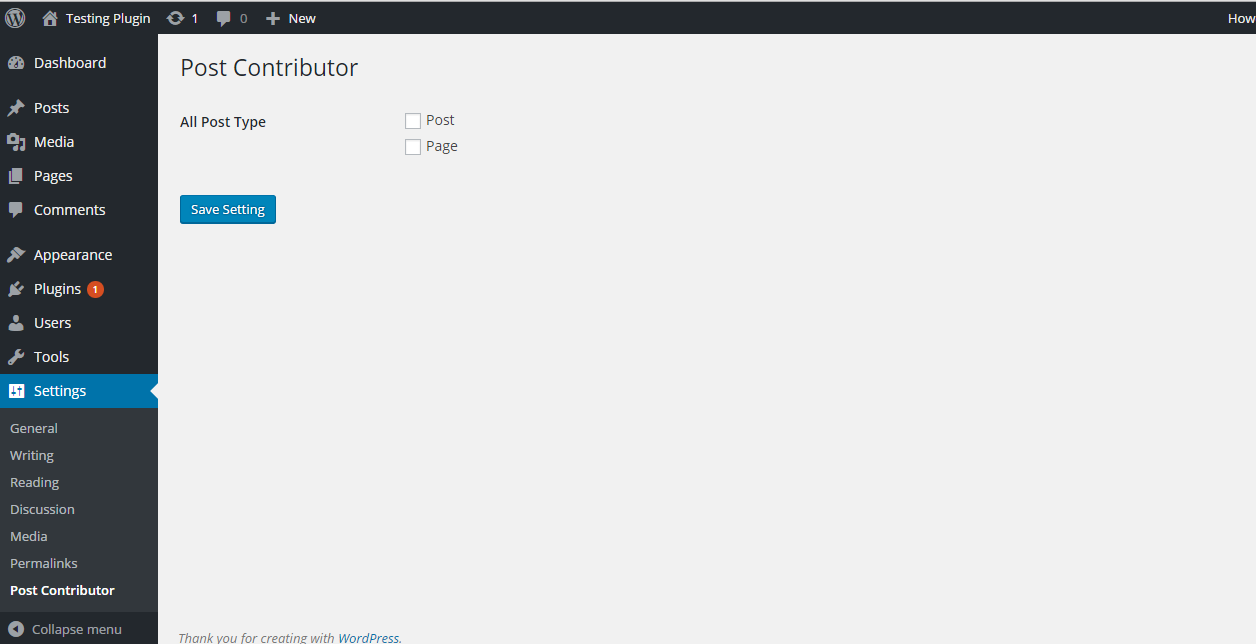 Testing Plugin 1 0 New How
Dashboard
Posts
Media
Pages
Comments
Appearance
Plugins 1
Users
Tools
Settings
General
Writing
Reading
Discussion
Media
Permalinks
Post Contributor
Collapse menu
Post Contributor
All Post Type
Post
Page
Save Setting
Thank you for creating with WordPress.